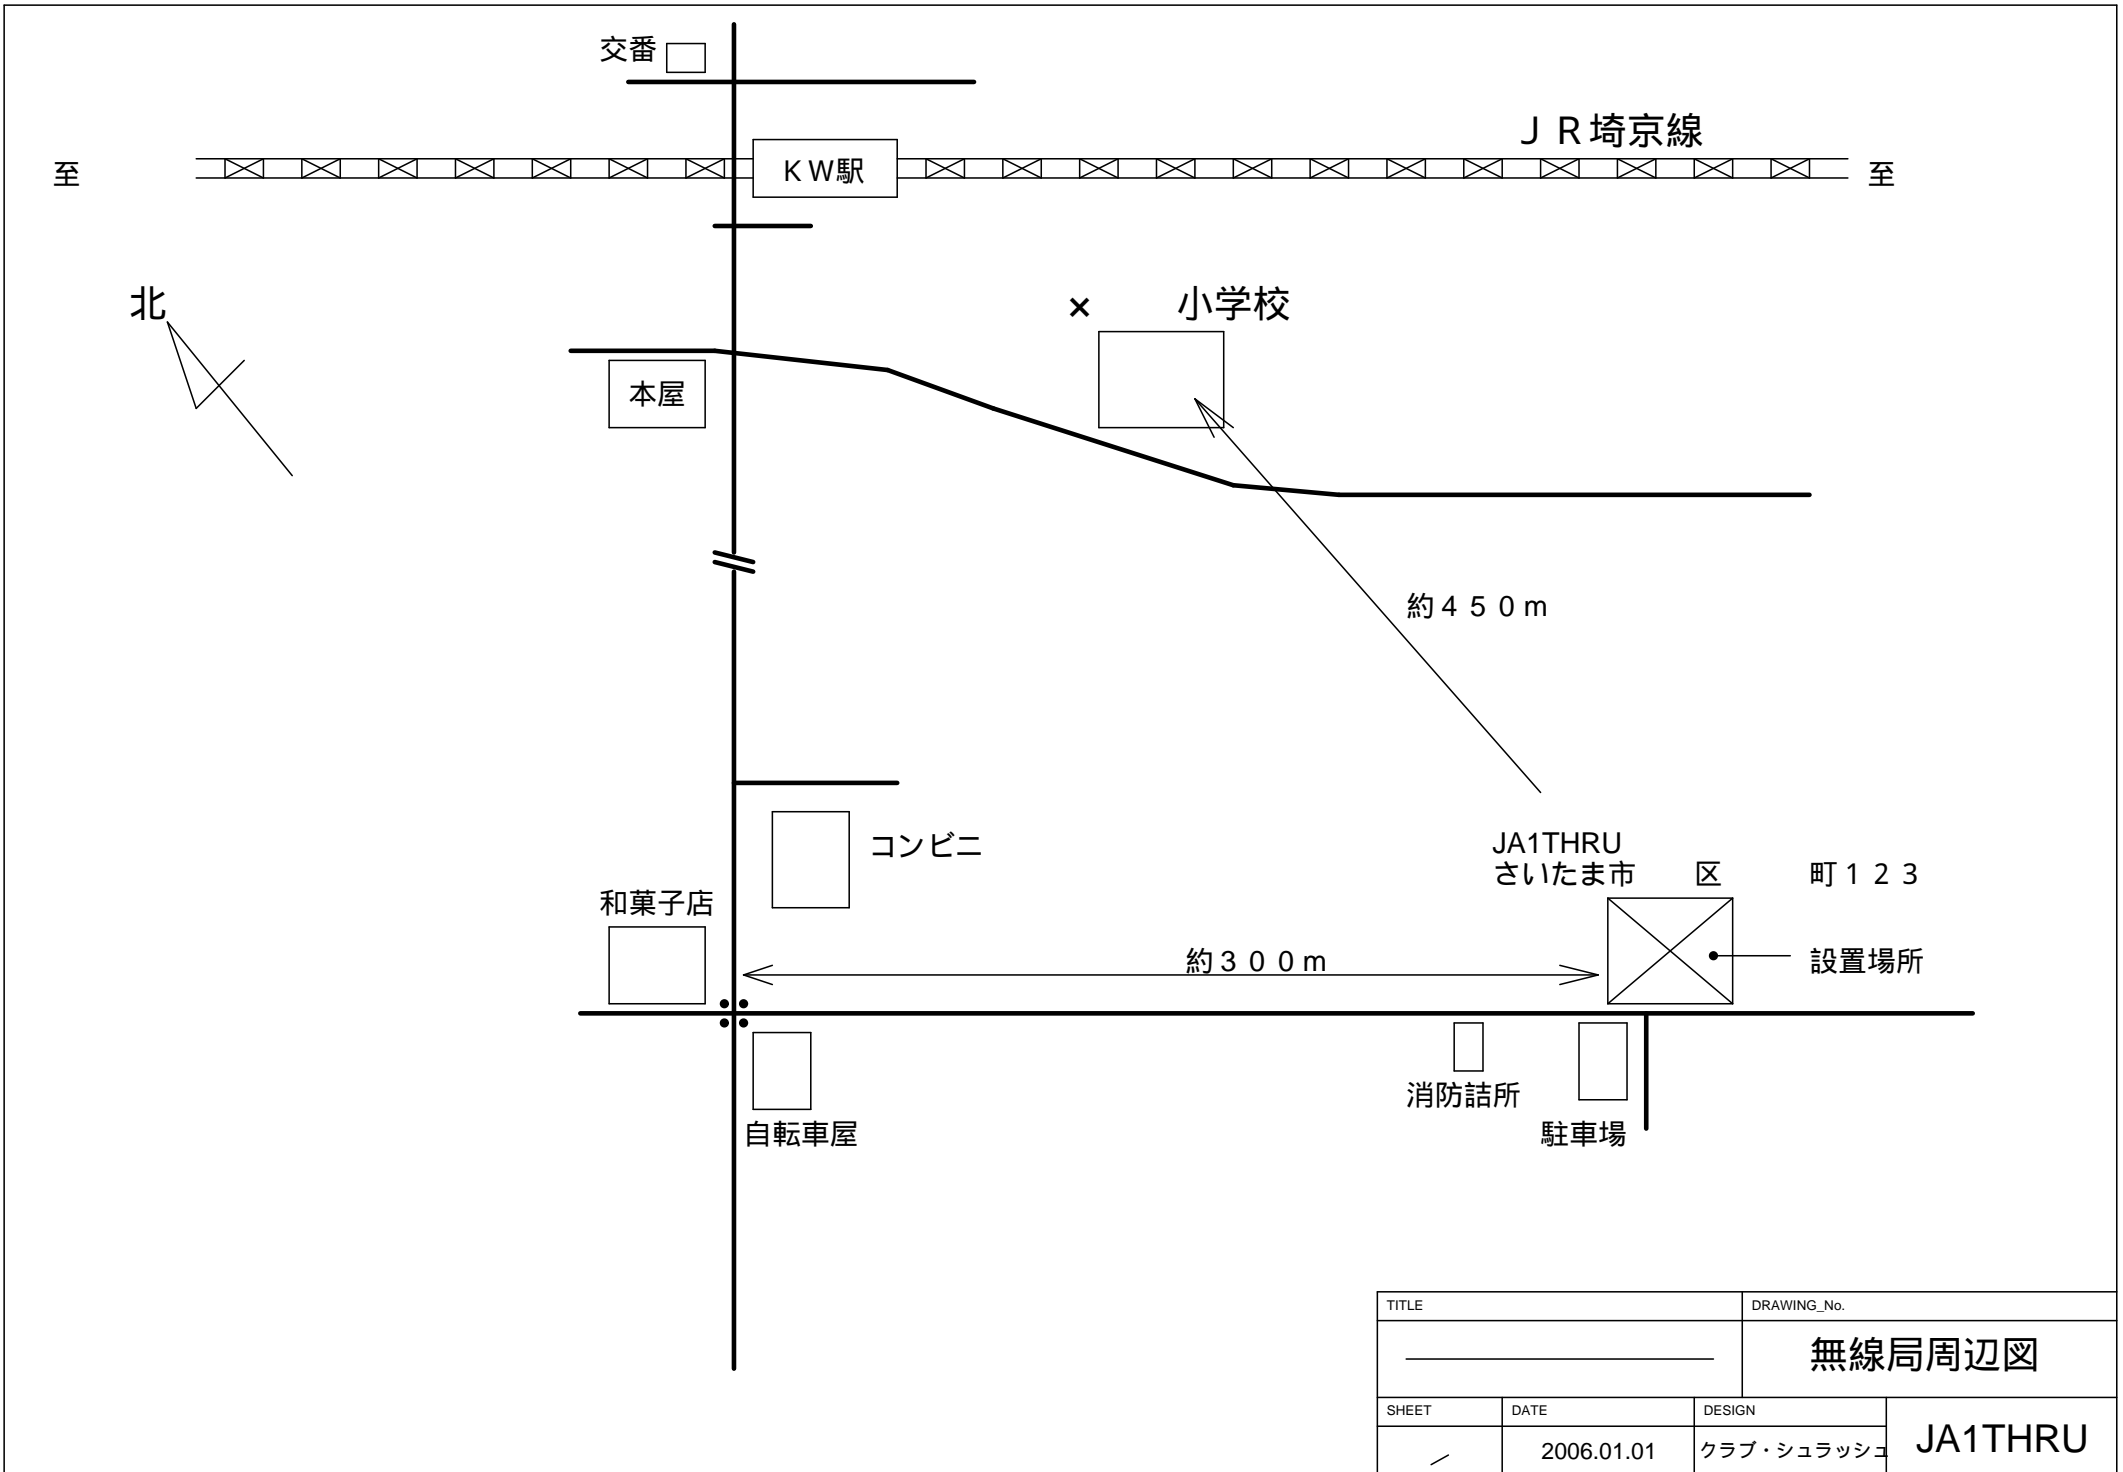 交番
ＪＲ埼京線
至
ＫＷ駅
至
北
× 小学校
本屋
約４５０ｍ
コンビニ
JA1THRU
さいたま市 区 町１２３
和菓子店
約３００ｍ
設置場所
消防詰所
自転車屋
駐車場
TITLE
DRAWING_No.
無線局周辺図
SHEET
DATE
DESIGN
JA1THRU
2006.01.01
クラブ・シュラッシュ